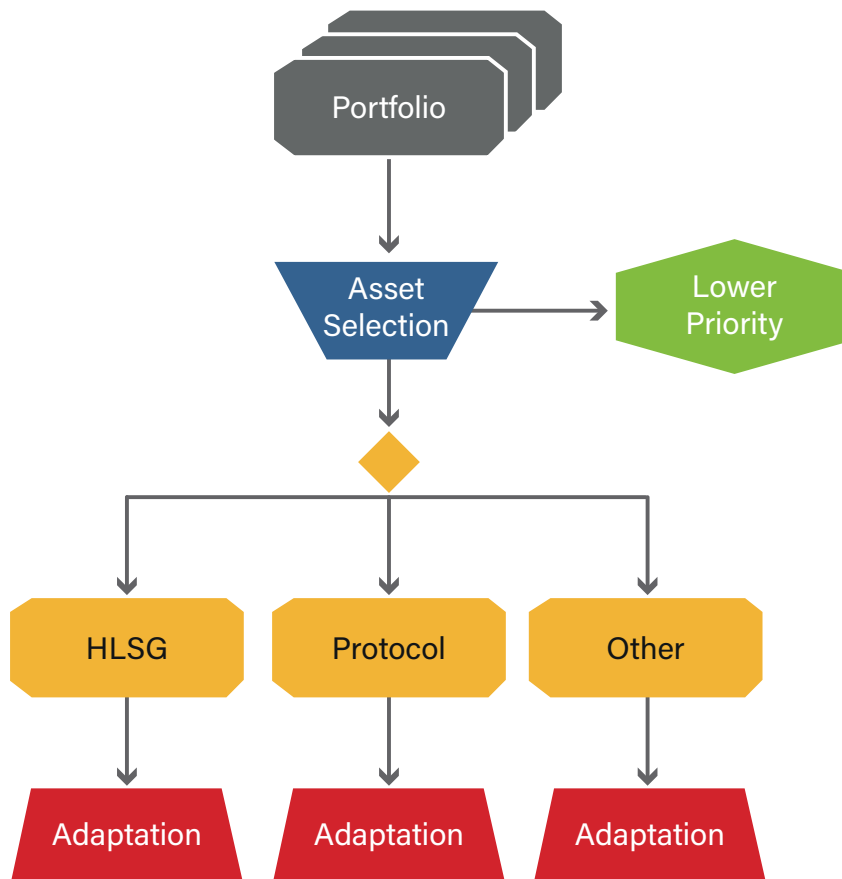 Portfolio
Asset
Selection
Lower
Priority
HLSG
Protocol
Other
Adaptation
Adaptation
Adaptation